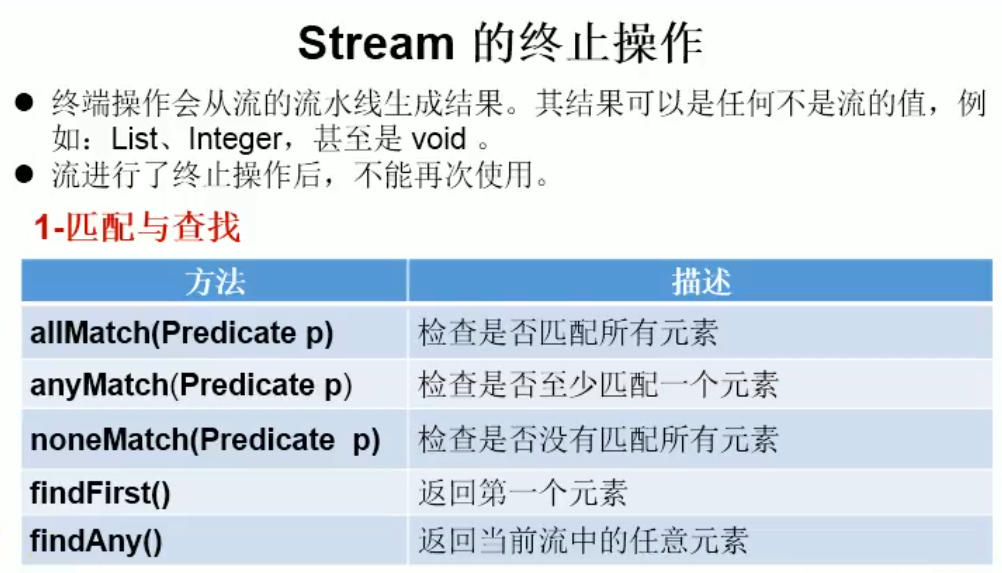 Stream 的终止操作
● 终端操作会从流的流水线生成结果。其结果可以是任何不是流的值，例
如：List、Integer，甚至是 void 。
● 流进行了终止操作后，不能再次使用。
1-匹配与查找
方法 描述
allMatch(Predicate p) 检查是否匹配所有元素
anyMatch(Predicate p) 检查是否至少匹配一个元素
noneMatch(Predicate p) 检查是否没有匹配所有元素
findFirst() 返回第一个元素
findAny() 返回当前流中的任意元素